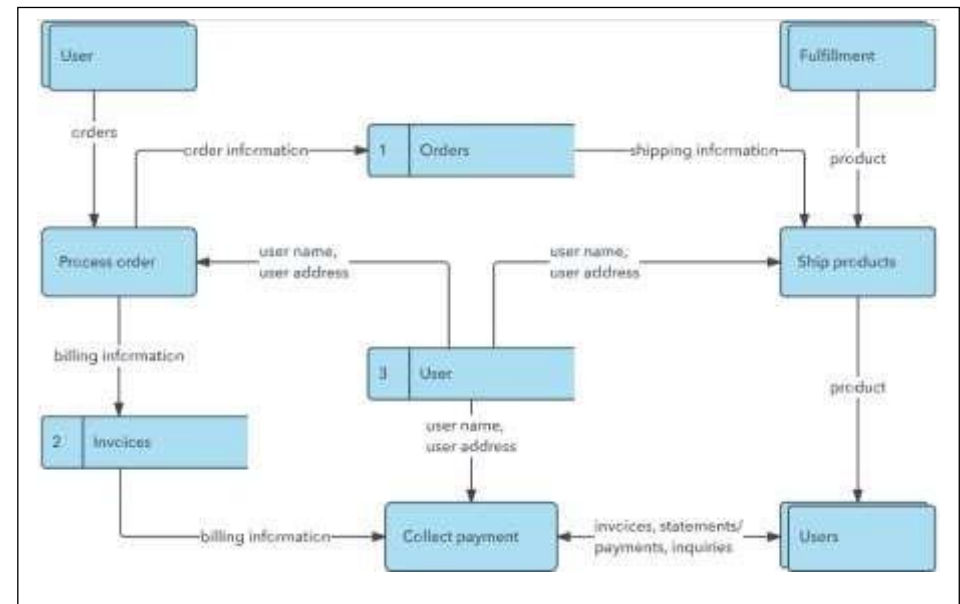 User
Fulfillment
orders
order information
1 Orders
shipping information
product
Process order
user name,
user address
user name,
user address
Ship products
billing information
3 User
product
2 Invoices
user name,
user address
billing information
Collect payment
invoices, statements/
payments, inquiries
Users